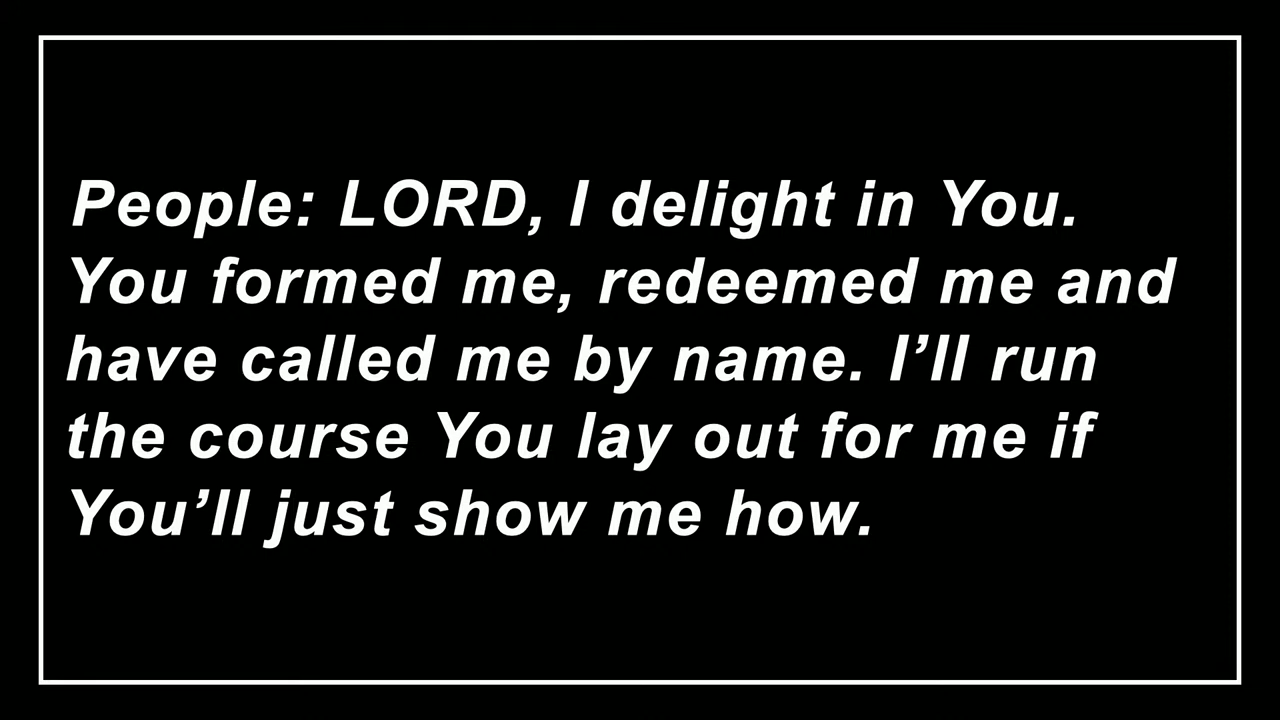 People: LORD, I delight in You.
You formed me, redeemed me and
have called me by name. I’ll run
the course You lay out for me if
You’ll just show me how.